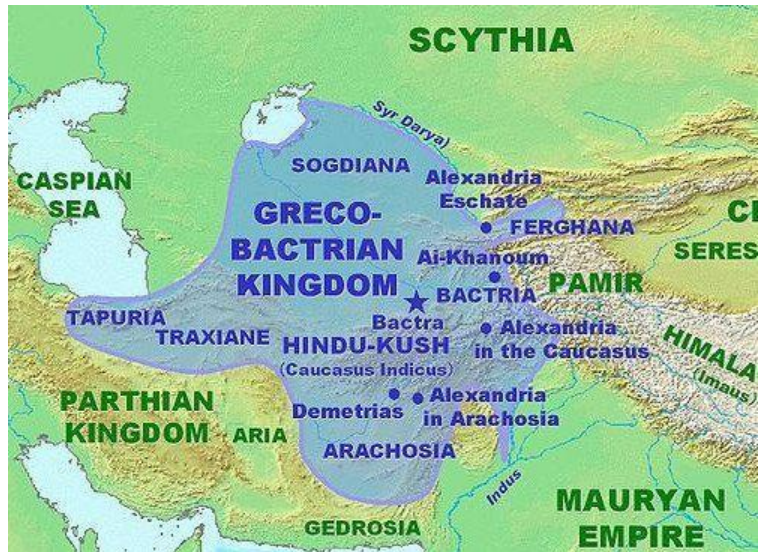 SCYTHIA
Syr Darya)
SOGDIANA
Alexandria
Eschate
CASPIAN
SEA
GRECO-
BACTRIAN
KINGDOM
FERGHANA
SERES
Ai-Khanoum
PAMIR
BACTRIA
TAPURIA
TRAXIANE
Bactra
Alexandria
in the Caucasus
HINDU-KUSH
(Caucasus Indicus)
HIMALA
(Imaus)
PARTHIAN
KINGDOM
ARIA
Demetrias
Alexandria
in Arachosia
ARACHOSIA
Indus
MAURYAN
EMPIRE
GEDROSIA